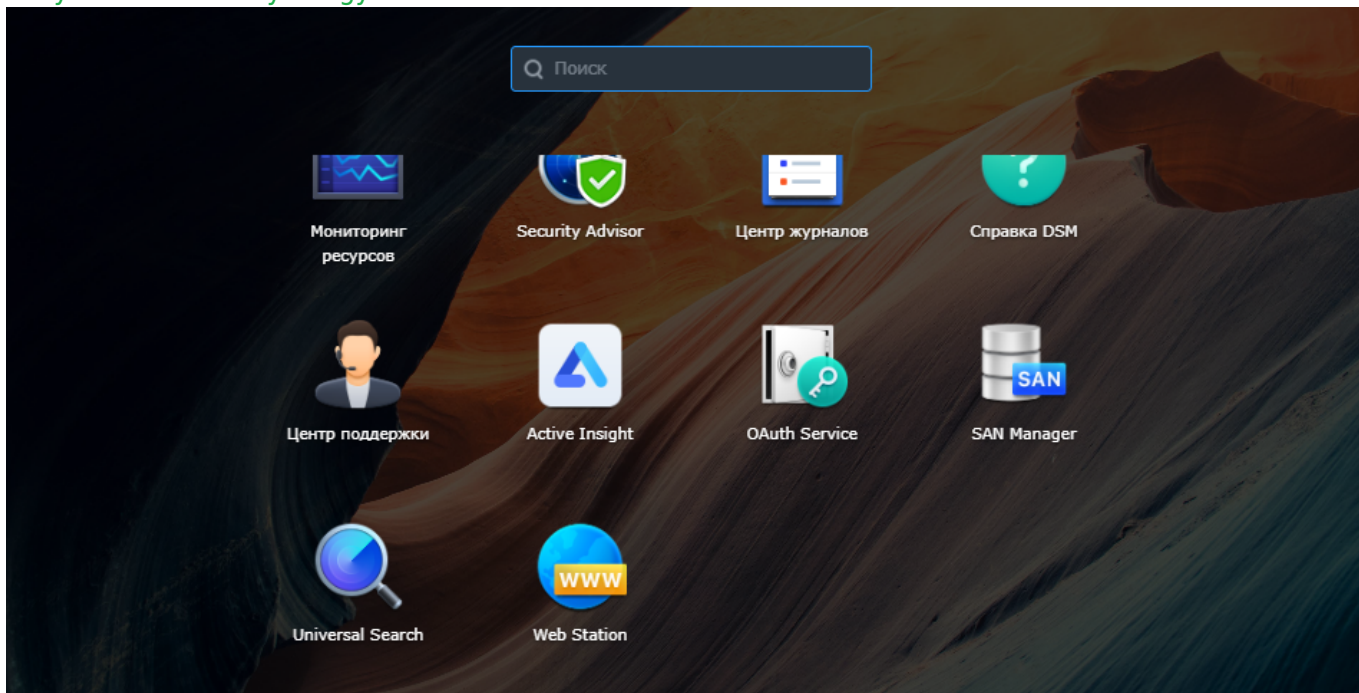 Поиск
Мониторинг
ресурсов
Security Advisor
Центр журналов
Справка DSM
Центр поддержки
Active Insight
OAuth Service
SAN
SAN Manager
Universal Search
WWW
Web Station